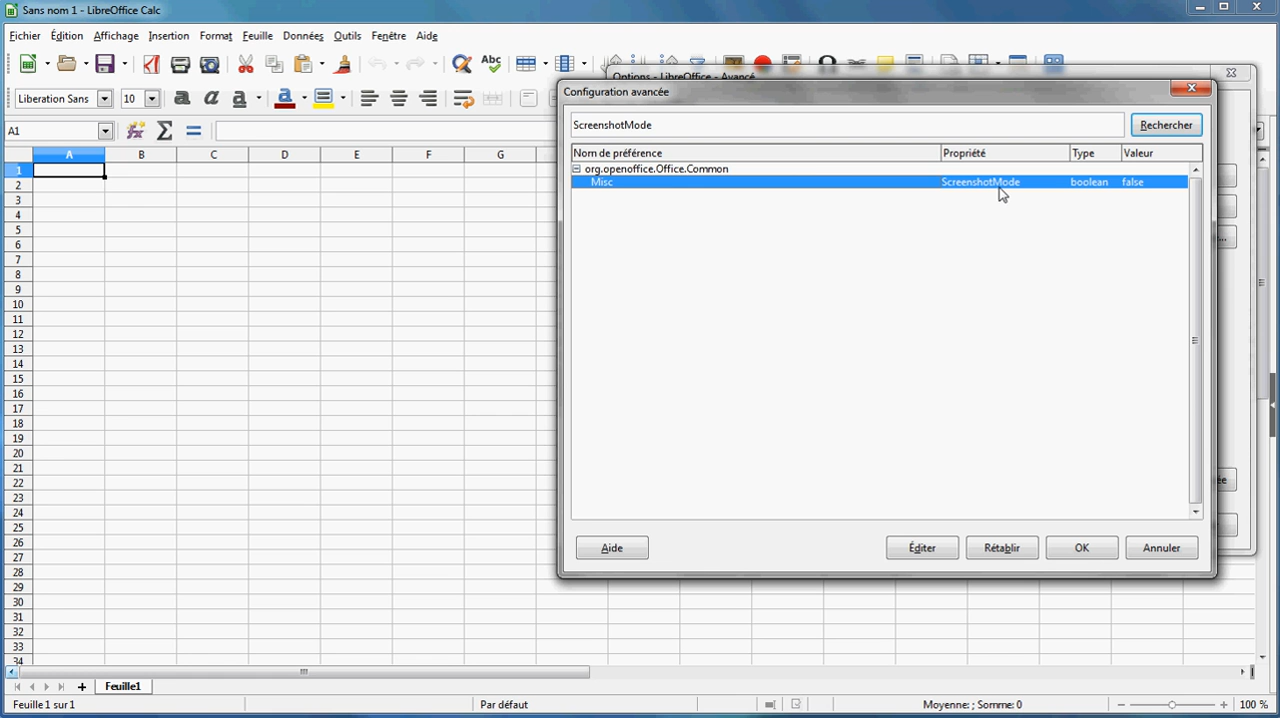 Sans nom 1 - LibreOffice Calc
Fichier Édition Affichage Insertion Format Feuille Données Outils Fenêtre Aide
Abc
Options - LibreOffice - Avancé
Liberation Sans 10
Configuration avancée
A1
ScreenshotMode Rechercher
Nom de préférence Propriété Type Valeur
org.openoffice.Office.Common
Misc ScreenshotMode boolean false
A B C D E F G
1
2
3
4
5
6
7
8
9
10
11
12
13
14
15
16
17
18
19
20
21
22
23
24
25
26
27
28
29
30
31
32
33
34
Aide Éditer Rétablir OK Annuler
Feuille1
Feuille 1 sur 1 Par défaut Moyenne: ; Somme: 0 100 %